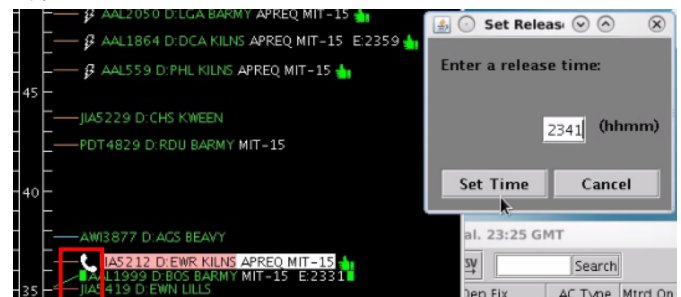 AAL2050 D:LGA BARMY APREQ MIT-15
AAL1864 D:DCA KILNS APREQ MIT-15 E:2359
AAL559 D:PHL KILNS APREQ MIT-15
45
JIA5229 D:CHS KWEEN
PDT4829 D:RDU BARMY MIT-15
40
AWI3877 D:AGS BEAVY
IA5212 D:EWR KILNS APREQ MIT-15
AAL1999 D:BOS BARMY MIT-15 E:2331
35
JIA5419 D:EWN LILLS
Set Releas
Enter a release time:
2341 (hhmm)
Set Time Cancel
al. 23:25 GMT
SV Search
Den Fix AC Type Mtrd On